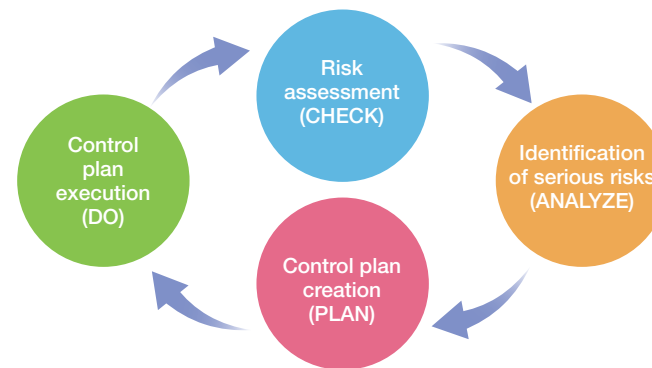 Risk
assessment
(CHECK)
Control
plan
execution
(DO)
Identification
of serious risks
(ANALYZE)
Control plan
creation
(PLAN)